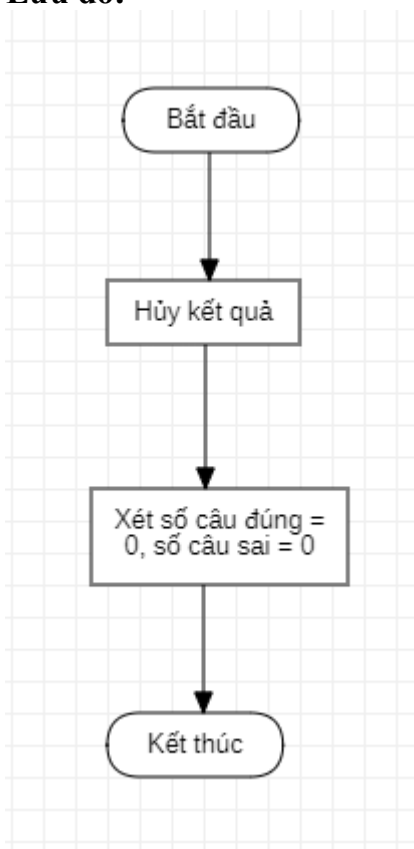 Lưu đồ:
Bắt đầu
Hủy kết quả
Xét số câu đúng =
0, số câu sai = 0
Kết thúc